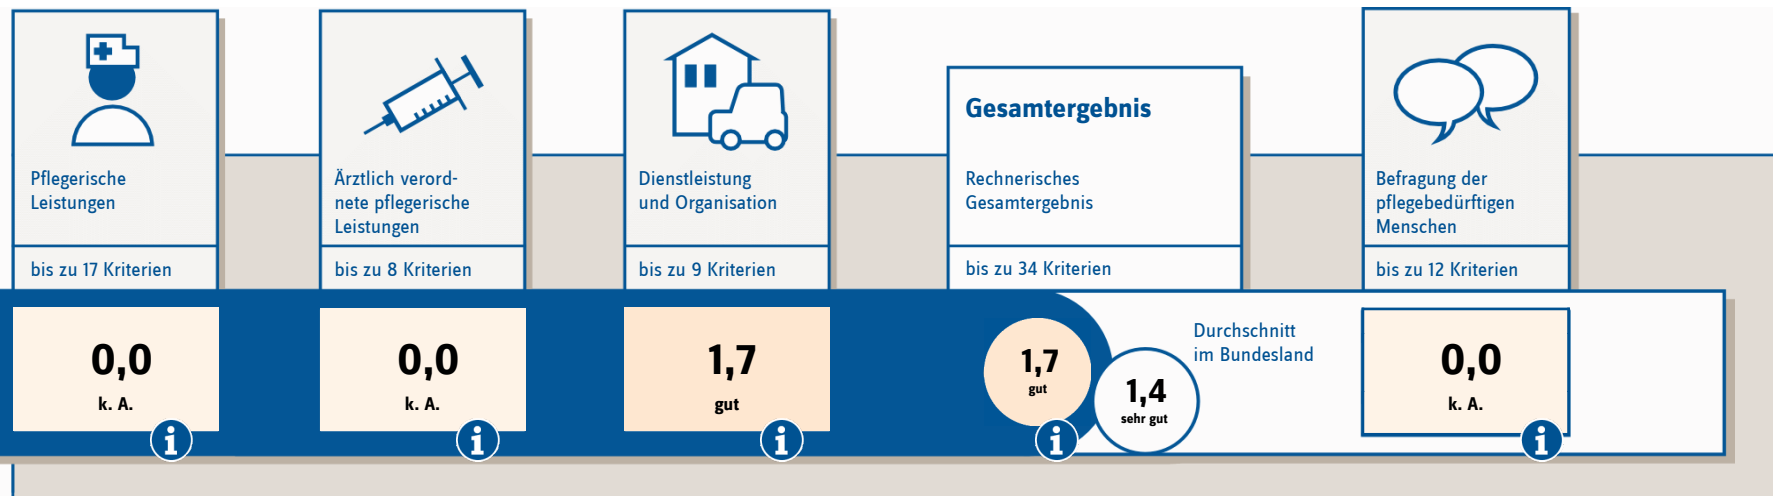 Pflegerische
Leistungen
bis zu 17 Kriterien
0,0
k. A.
i
Ärztlich verord-
nete pflegerische
Leistungen
bis zu 8 Kriterien
0,0
k. A.
i
Dienstleistung
und Organisation
bis zu 9 Kriterien
1,7
gut
i
Gesamtergebnis
Rechnerisches
Gesamtergebnis
bis zu 34 Kriterien
1,7
gut
i
1,4
sehr gut
Durchschnitt
im Bundesland
Befragung der
pflegebedürftigen
Menschen
bis zu 12 Kriterien
0,0
k. A.
i